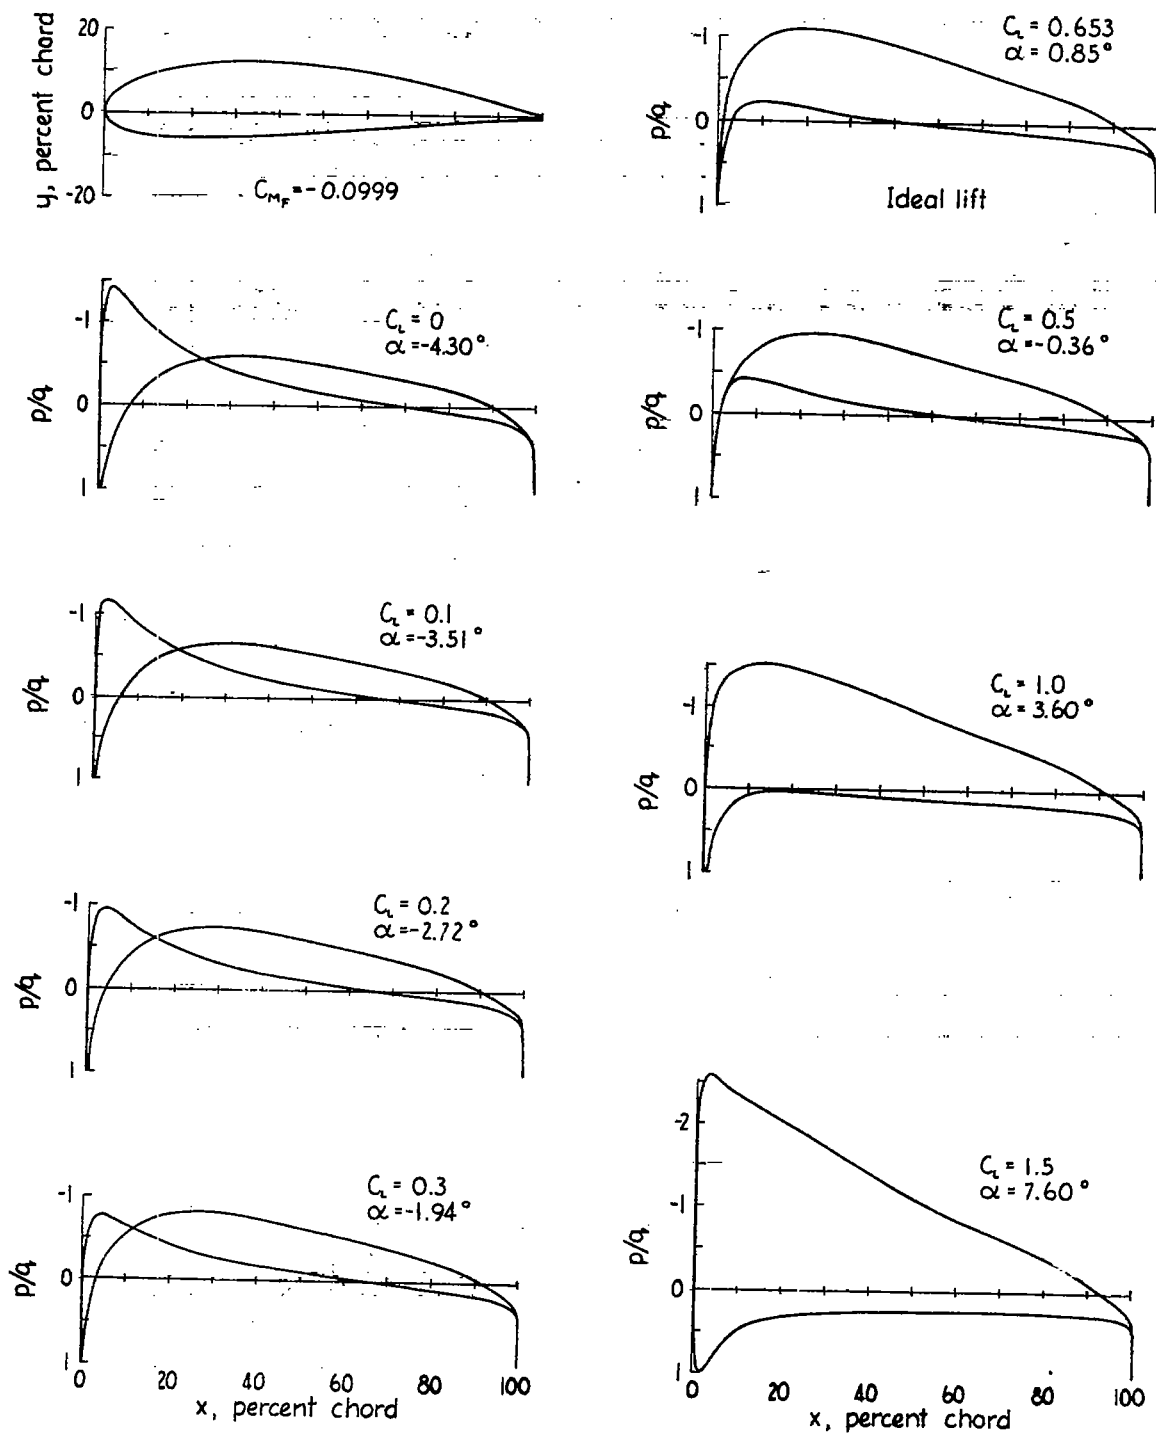 y, percent chord
20
0
-20
C_MF = -0.0999
p/q
-1
0
1
C_L = 0.653
α = 0.85°
Ideal lift
p/q
-1
0
1
C_L = 0
α = -4.30°
p/q
-1
0
1
C_L = 0.5
α = -0.36°
p/q
-1
0
1
C_L = 0.1
α = -3.51°
p/q
-1
0
1
C_L = 1.0
α = 3.60°
p/q
-1
0
1
C_L = 0.2
α = -2.72°
p/q
-2
-1
0
1
C_L = 1.5
α = 7.60°
0 20 40 60 80 100
x, percent chord
p/q
-1
0
1
C_L = 0.3
α = -1.94°
0 20 40 60 80 100
x, percent chord